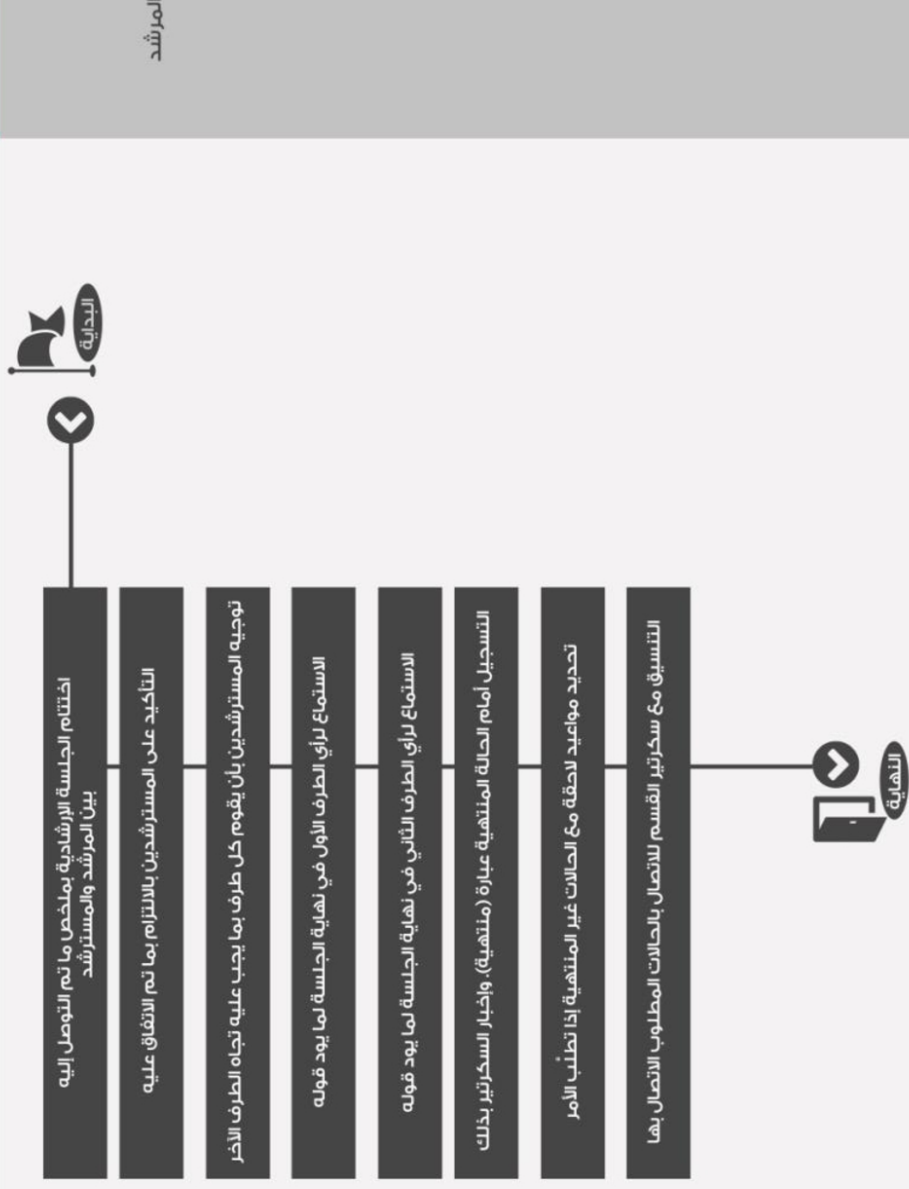 المرشد
البداية
اختتام الجلسة الإرشادية بملخص ما تم التوصل إليه
بين المرشد والمسترشد
التأكيد على المسترشدين بالالتزام بما تم الاتفاق عليه
توجيه المسترشدين بأن يقوم كل طرف بما يجب عليه تجاه الطرف الآخر
الاستماع لرأي الطرف الأول في نهاية الجلسة لما يود قوله
الاستماع لرأي الطرف الثاني في نهاية الجلسة لما يود قوله
التسجيل أمام الحالة المنتهية عبارة (منتهية)، وإخبار السكرتير بذلك
تحديد مواعيد لاحقة مع الحالات غير المنتهية إذا تطلَّب الأمر
التنسيق مع سكرتير القسم للاتصال بالحالات المطلوب الاتصال بها
النهاية